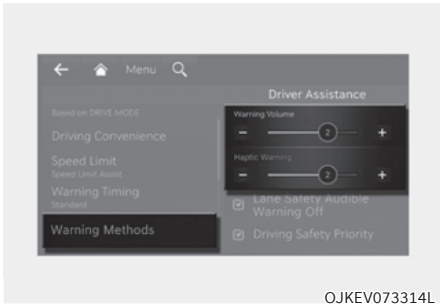 Menu
Driver Assistance
Based on DRIVE MODE
Driving Convenience
Speed Limit
Speed Limit Assist
Warning Timing
Standard
Warning Methods
Warning Volume
- 2 +
Haptic Warning
- 2 +
Lane Safety Audible
Warning Off
Driving Safety Priority
OJKEV073314L